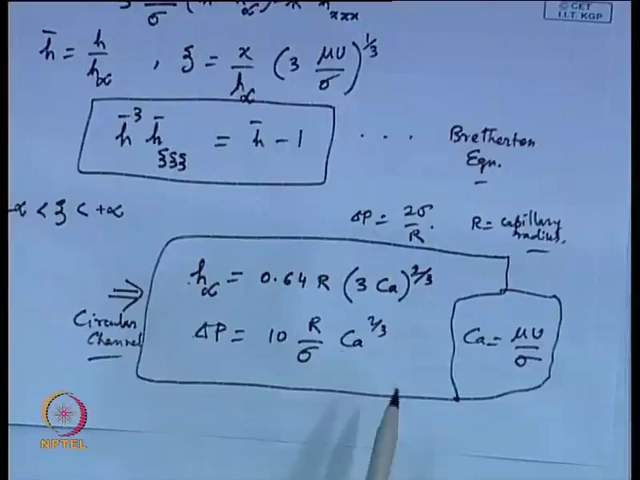 © CET
I.I.T. KGP
h̄ = h/h∝ , ξ = x/h∝ (3 μU/σ)^1/3
h̄³ h̄ξξξ = h̄ - 1 . . . Bretherton
Eqn.
-∝ < ξ < +∝
ΔP = 2σ/R. R = capillary
radius.
⇒ h∝ = 0.64 R (3 Ca)^2/3
Circular
Channel
ΔP = 10 R/σ Ca^2/3
Ca = μU/σ
NPTEL